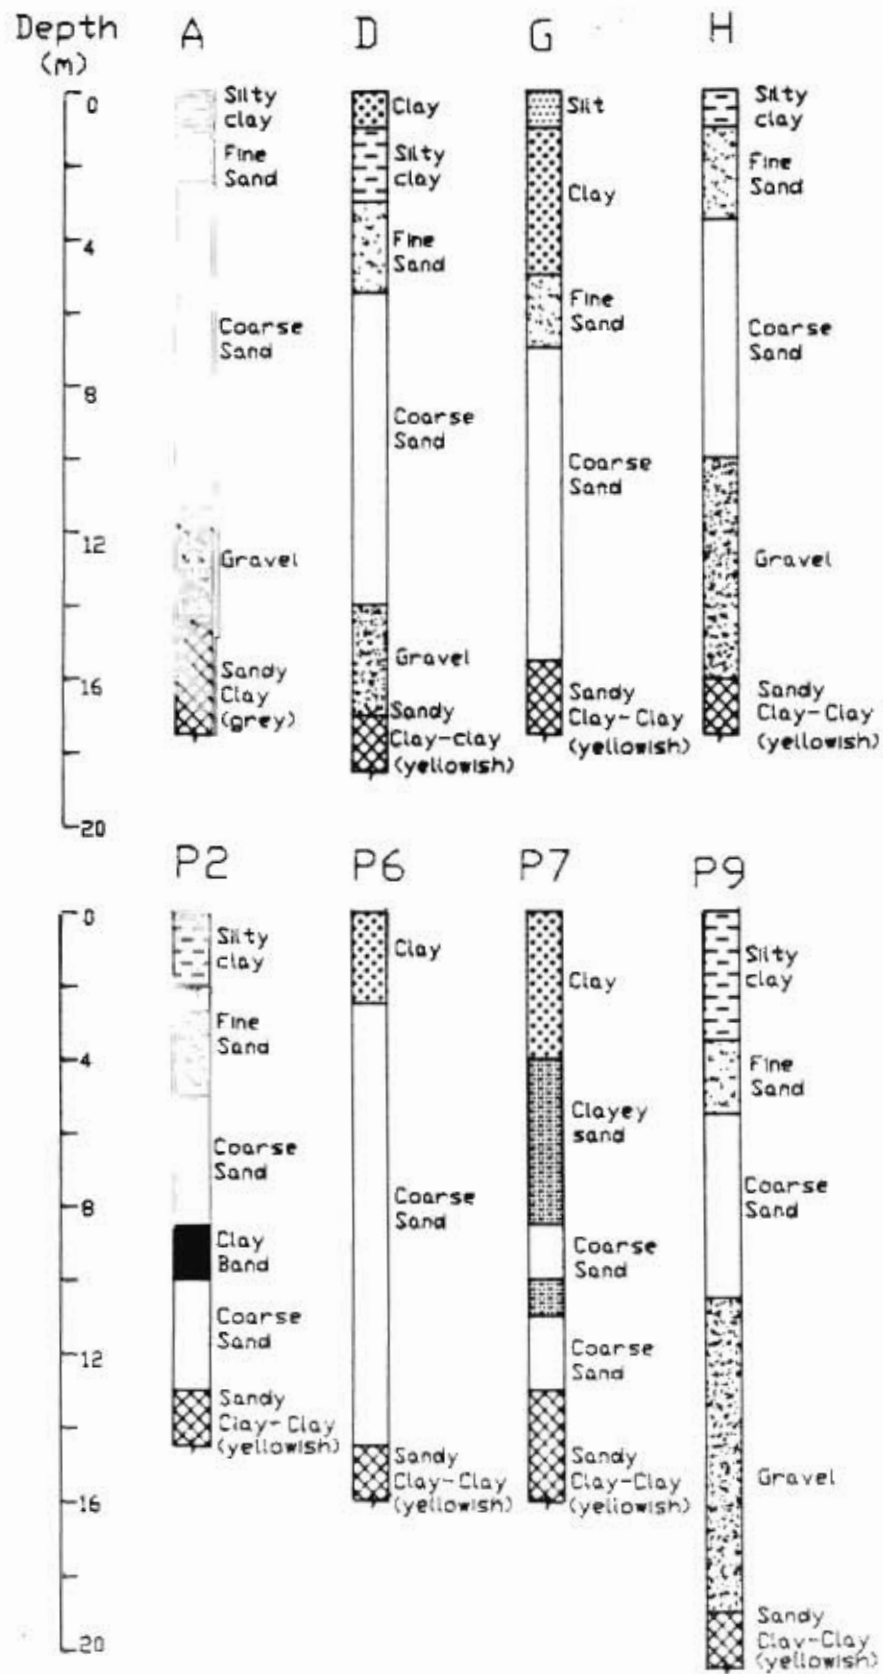 Depth
(m)
A
D
G
H
0
4
8
12
16
20
Silty
clay
Fine
Sand
Coarse
Sand
Gravel
Sandy
Clay
(grey)
Clay
Silty
clay
Fine
Sand
Coarse
Sand
Gravel
Sandy
Clay-clay
(yellowish)
Silt
Clay
Fine
Sand
Coarse
Sand
Sandy
Clay-Clay
(yellowish)
Silty
clay
Fine
Sand
Coarse
Sand
Gravel
Sandy
Clay-Clay
(yellowish)
P2
P6
P7
P9
0
4
8
12
16
20
Silty
clay
Fine
Sand
Coarse
Sand
Clay
Band
Coarse
Sand
Sandy
Clay-Clay
(yellowish)
Clay
Coarse
Sand
Sandy
Clay-Clay
(yellowish)
Clay
Clayey
sand
Coarse
Sand
Coarse
Sand
Sandy
Clay-Clay
(yellowish)
Silty
clay
Fine
Sand
Coarse
Sand
Gravel
Sandy
Clay-Clay
(yellowish)